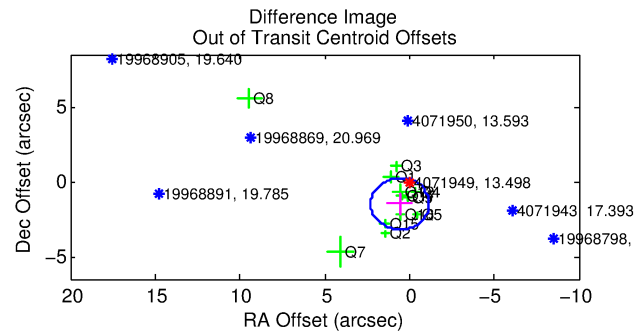 Difference Image
Out of Transit Centroid Offsets
Dec Offset (arcsec)
5
0
−5
19968905, 19.640
Q8
4071950, 13.593
19968869, 20.969
Q3
4071949, 13.498
19968891, 19.785
4071943, 17.393
19968798,
Q2
Q7
20 15 10 5 0 −5 −10
RA Offset (arcsec)